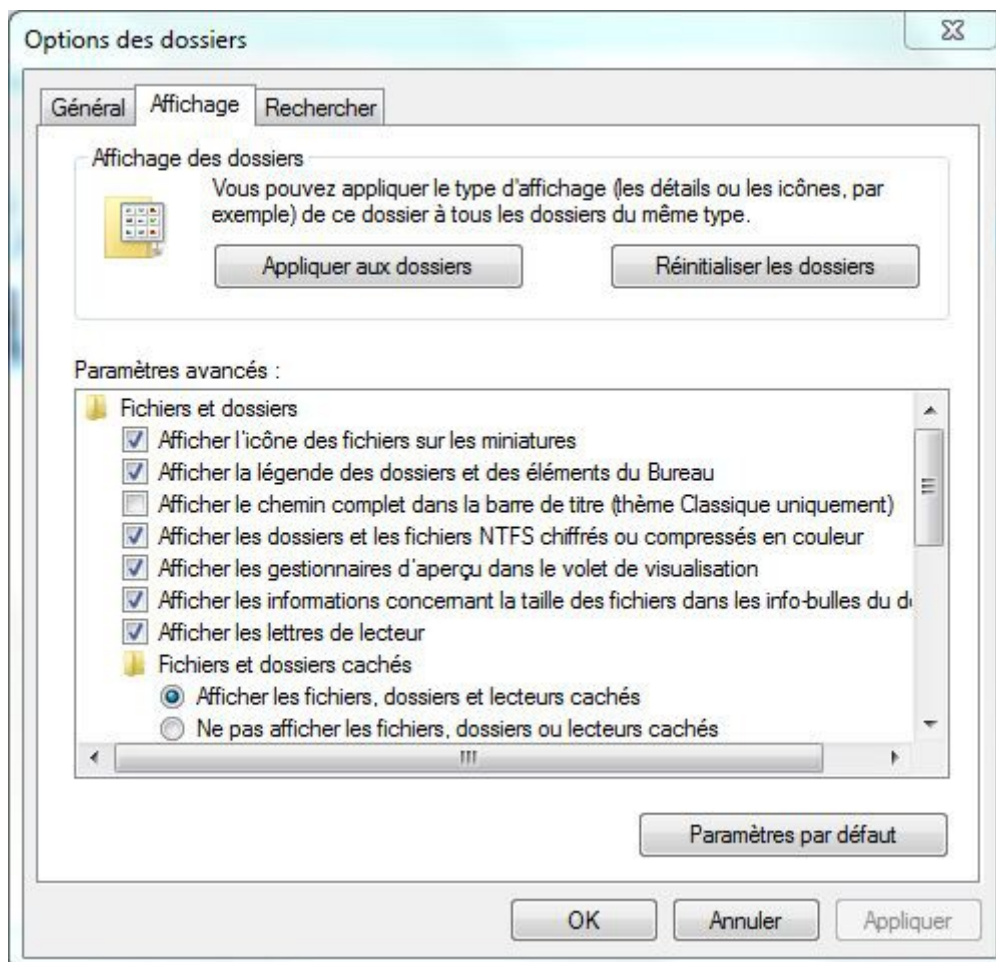 Options des dossiers
Général Affichage Rechercher
Affichage des dossiers
Vous pouvez appliquer le type d'affichage (les détails ou les icônes, par
exemple) de ce dossier à tous les dossiers du même type.
Appliquer aux dossiers Réinitialiser les dossiers
Paramètres avancés :
Fichiers et dossiers
Afficher l'icône des fichiers sur les miniatures
Afficher la légende des dossiers et des éléments du Bureau
Afficher le chemin complet dans la barre de titre (thème Classique uniquement)
Afficher les dossiers et les fichiers NTFS chiffrés ou compressés en couleur
Afficher les gestionnaires d'aperçu dans le volet de visualisation
Afficher les informations concernant la taille des fichiers dans les info-bulles du
Afficher les lettres de lecteur
Fichiers et dossiers cachés
Afficher les fichiers, dossiers et lecteurs cachés
Ne pas afficher les fichiers, dossiers ou lecteurs cachés
Paramètres par défaut
OK Annuler Appliquer